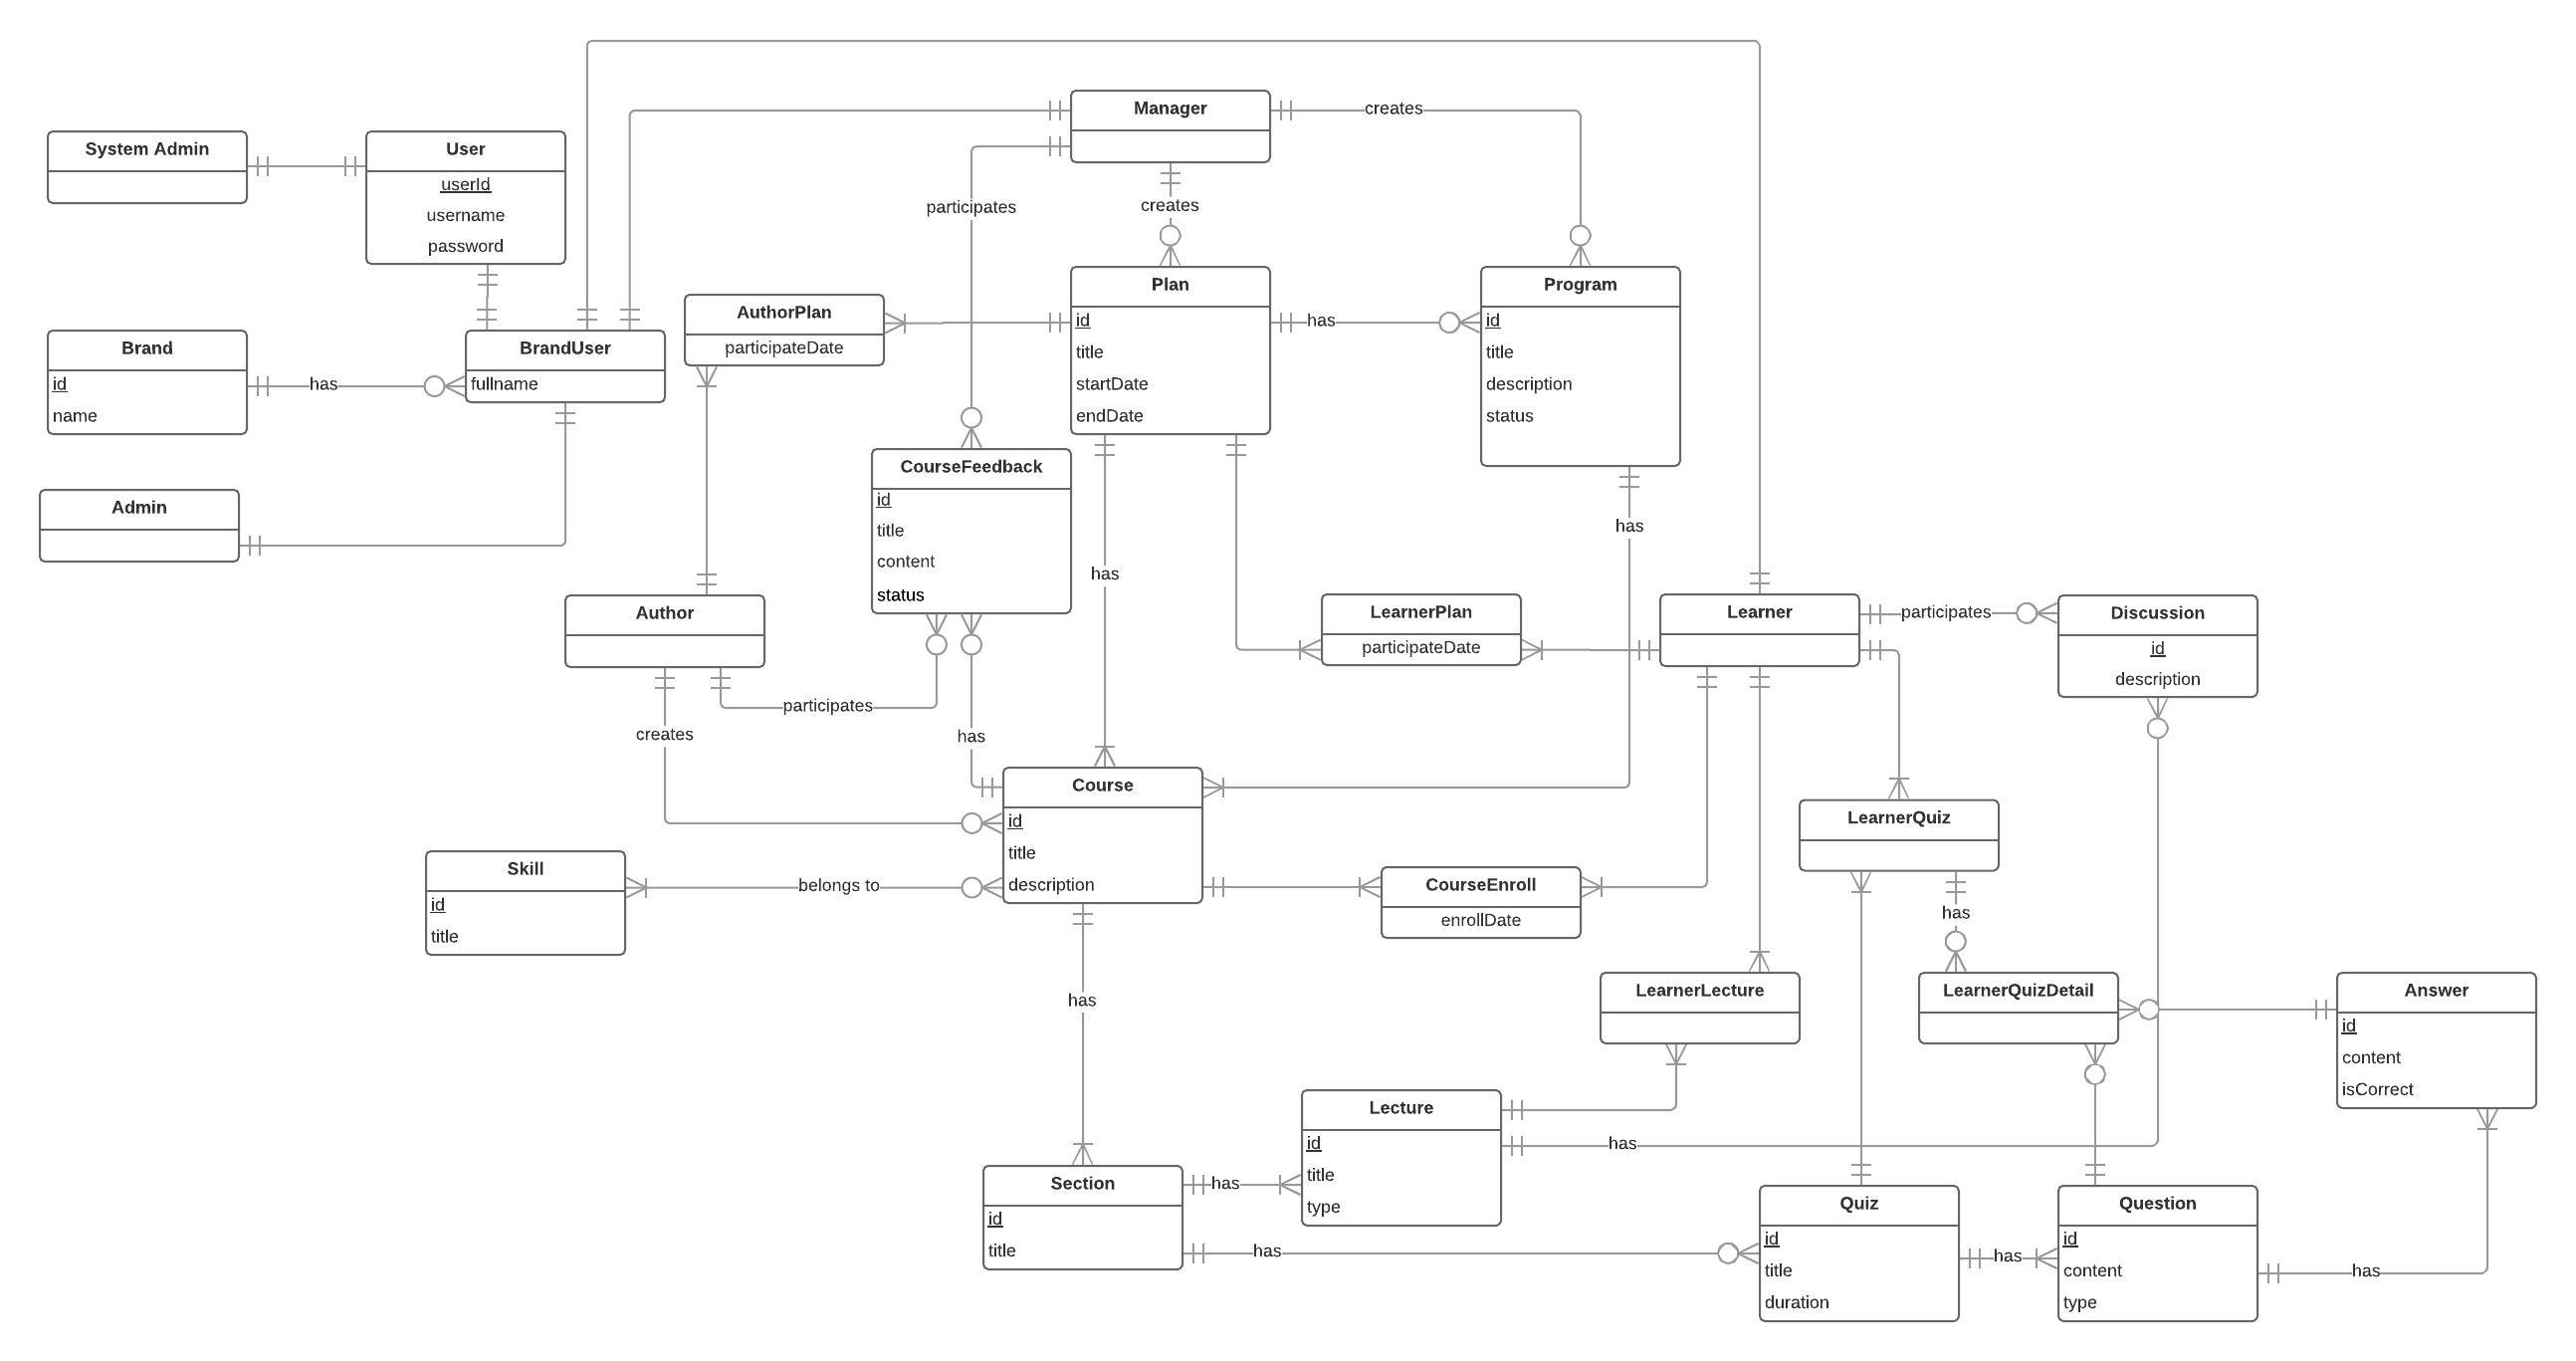 Manager
creates
System Admin
User
userId
username
password
participates
creates
Plan
id
title
startDate
endDate
has
Program
id
title
description
status
AuthorPlan
participateDate
Brand
id
name
has
BrandUser
fullname
CourseFeedback
id
title
content
status
Admin
has
has
Author
LearnerPlan
participateDate
Learner
participates
Discussion
id
description
participates
creates
has
Course
id
title
description
LearnerQuiz
Skill
id
title
belongs to
CourseEnroll
enrollDate
has
has
LearnerLecture
LearnerQuizDetail
Answer
id
content
isCorrect
Lecture
id
title
type
has
Section
id
title
has
has
Quiz
id
title
duration
has
Question
id
content
type
has